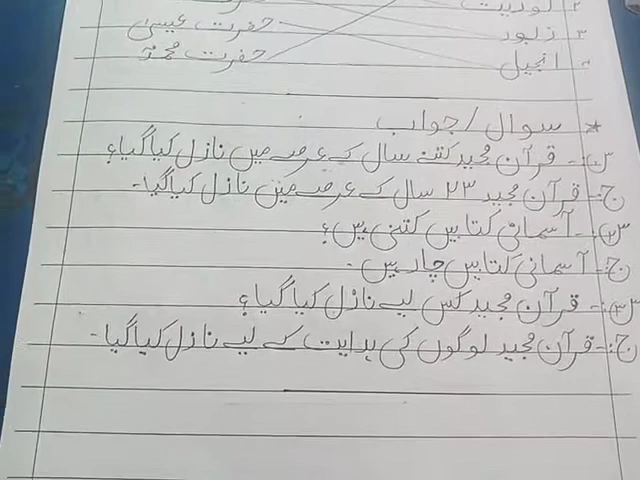 ۲ توریت
۳ زبور حضرت عیسیٰ
۴ انجیل حضرت محمدؐ
* سوال / جواب
س۱:- قرآن مجید کتنے سال کے عرصے میں نازل کیا گیا؟
ج:- قرآن مجید ۲۳ سال کے عرصے میں نازل کیا گیا۔
س۲:- آسمانی کتابیں کتنی ہیں؟
ج:- آسمانی کتابیں چار ہیں۔
س۳:- قرآن مجید کس لیے نازل کیا گیا؟
ج:- قرآن مجید لوگوں کی ہدایت کے لیے نازل کیا گیا۔